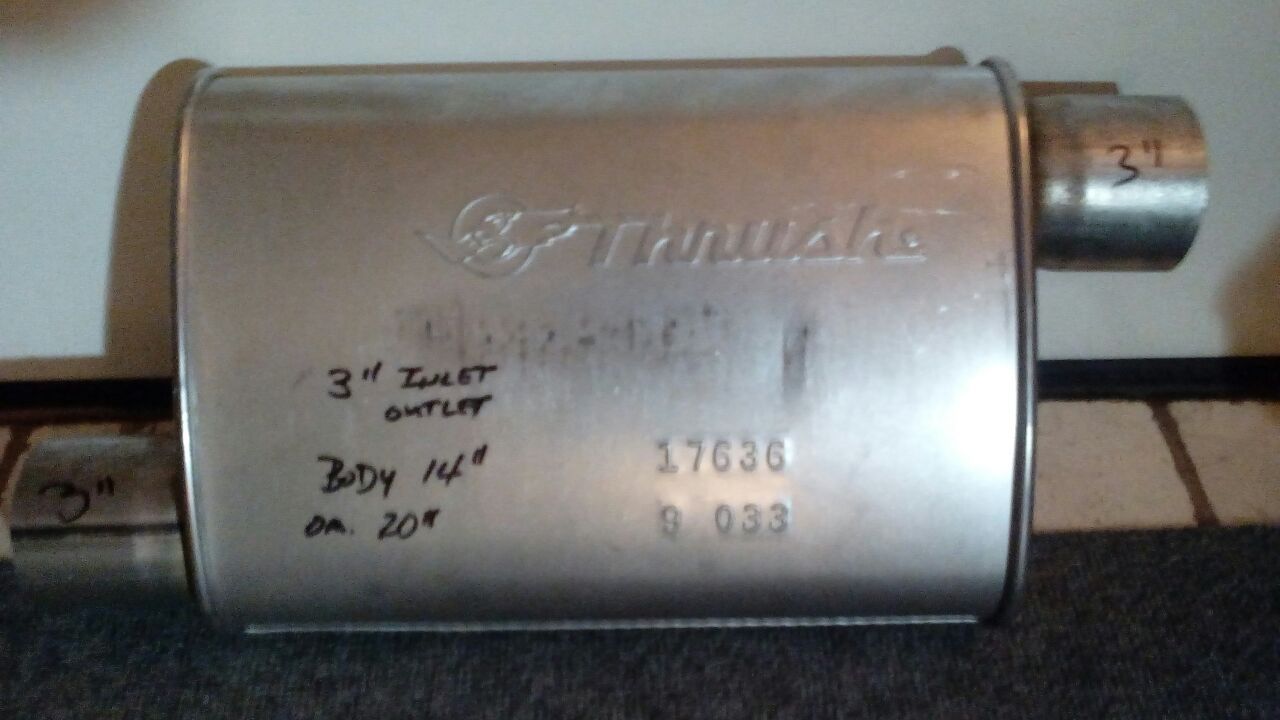 3"
Thrush®
3" INLET
OUTLET
BODY 14"
17636
3"
OA. 20"
9 033